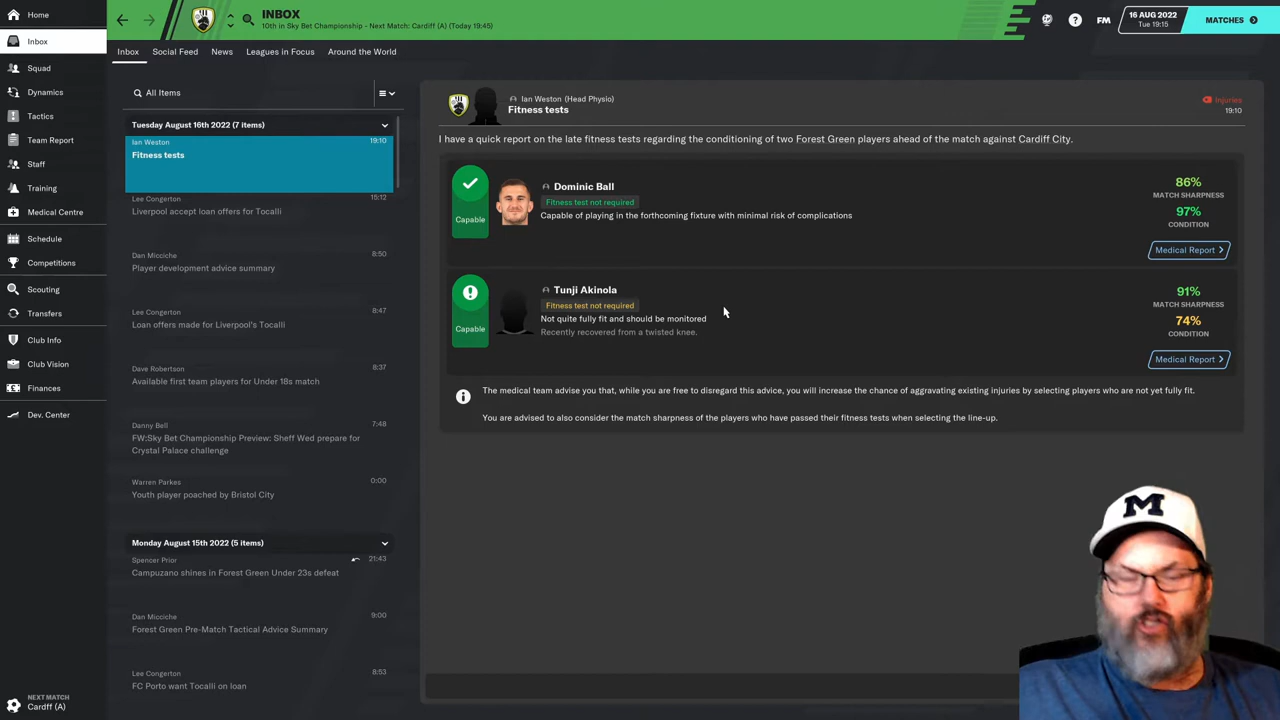 Home
Inbox
Squad
Dynamics
Tactics
Team Report
Staff
Training
Medical Centre
Schedule
Competitions
Scouting
Transfers
Club Info
Club Vision
Finances
Dev. Center
NEXT MATCH
Cardff (A)
INBOX
10th in Sky Bet Championship - Next Match: Cardiff (A) (Today 19:45)
FM
16 AUG 2022
Tue 19:15
MATCHES
Inbox
Social Feed
News
Leagues in Focus
Around the World
All Items
Tuesday August 16th 2022 (7 items)
Ian Weston
19:10
Fitness tests
Lee Congerton
15:12
Liverpool accept loan offers for Tocalli
Dan Micciche
8:50
Player development advice summary
Lee Congerton
8:47
Loan offers made for Liverpool's Tocalli
Dave Robertson
8:37
Available first team players for Under 18s match
Danny Bell
7:48
FW:Sky Bet Championship Preview: Sheff Wed prepare for
Crystal Palace challenge
Warren Parkes
0:00
Youth player poached by Bristol City
Monday August 15th 2022 (5 items)
Spencer Prior
21:43
Campuzano shines in Forest Green Under 23s defeat
Dan Micciche
9:00
Forest Green Pre-Match Tactical Advice Summary
Lee Congerton
8:53
FC Porto want Tocalli on loan
Ian Weston (Head Physio)
Fitness tests
Injuries
19:10
I have a quick report on the late fitness tests regarding the conditioning of two Forest Green players ahead of the match against Cardiff City.
Capable
Dominic Ball
Fitness test not required
Capable of playing in the forthcoming fixture with minimal risk of complications
86%
MATCH SHARPNESS
97%
CONDITION
Medical Report
Capable
Tunji Akinola
Fitness test not required
Not quite fully fit and should be monitored
Recently recovered from a twisted knee.
91%
MATCH SHARPNESS
74%
CONDITION
Medical Report
The medical team advise you that, while you are free to disregard this advice, you will increase the chance of aggravating existing injuries by selecting players who are not yet fully fit.
You are advised to also consider the match sharpness of the players who have passed their fitness tests when selecting the line-up.
M